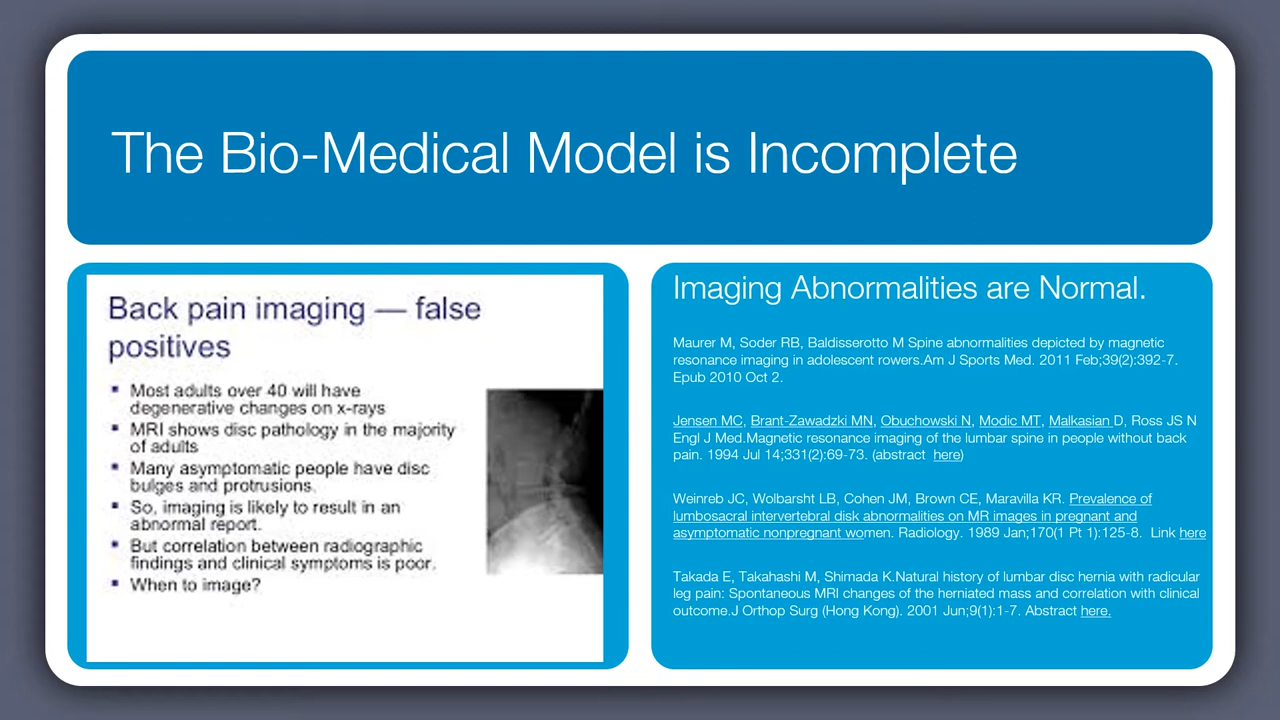 The Bio-Medical Model is Incomplete
Back pain imaging — false
positives
▪ Most adults over 40 will have
degenerative changes on x-rays
▪ MRI shows disc pathology in the majority
of adults
▪ Many asymptomatic people have disc
bulges and protrusions.
▪ So, imaging is likely to result in an
abnormal report.
▪ But correlation between radiographic
findings and clinical symptoms is poor.
▪ When to image?
Imaging Abnormalities are Normal.
Maurer M, Soder RB, Baldisserotto M Spine abnormalities depicted by magnetic
resonance imaging in adolescent rowers.Am J Sports Med. 2011 Feb;39(2):392-7.
Epub 2010 Oct 2.
Jensen MC, Brant-Zawadzki MN, Obuchowski N, Modic MT, Malkasian D, Ross JS N
Engl J Med.Magnetic resonance imaging of the lumbar spine in people without back
pain. 1994 Jul 14;331(2):69-73. (abstract  here)
Weinreb JC, Wolbarsht LB, Cohen JM, Brown CE, Maravilla KR. Prevalence of
lumbosacral intervertebral disk abnormalities on MR images in pregnant and
asymptomatic nonpregnant women. Radiology. 1989 Jan;170(1 Pt 1):125-8.  Link here
Takada E, Takahashi M, Shimada K.Natural history of lumbar disc hernia with radicular
leg pain: Spontaneous MRI changes of the herniated mass and correlation with clinical
outcome.J Orthop Surg (Hong Kong). 2001 Jun;9(1):1-7. Abstract here.